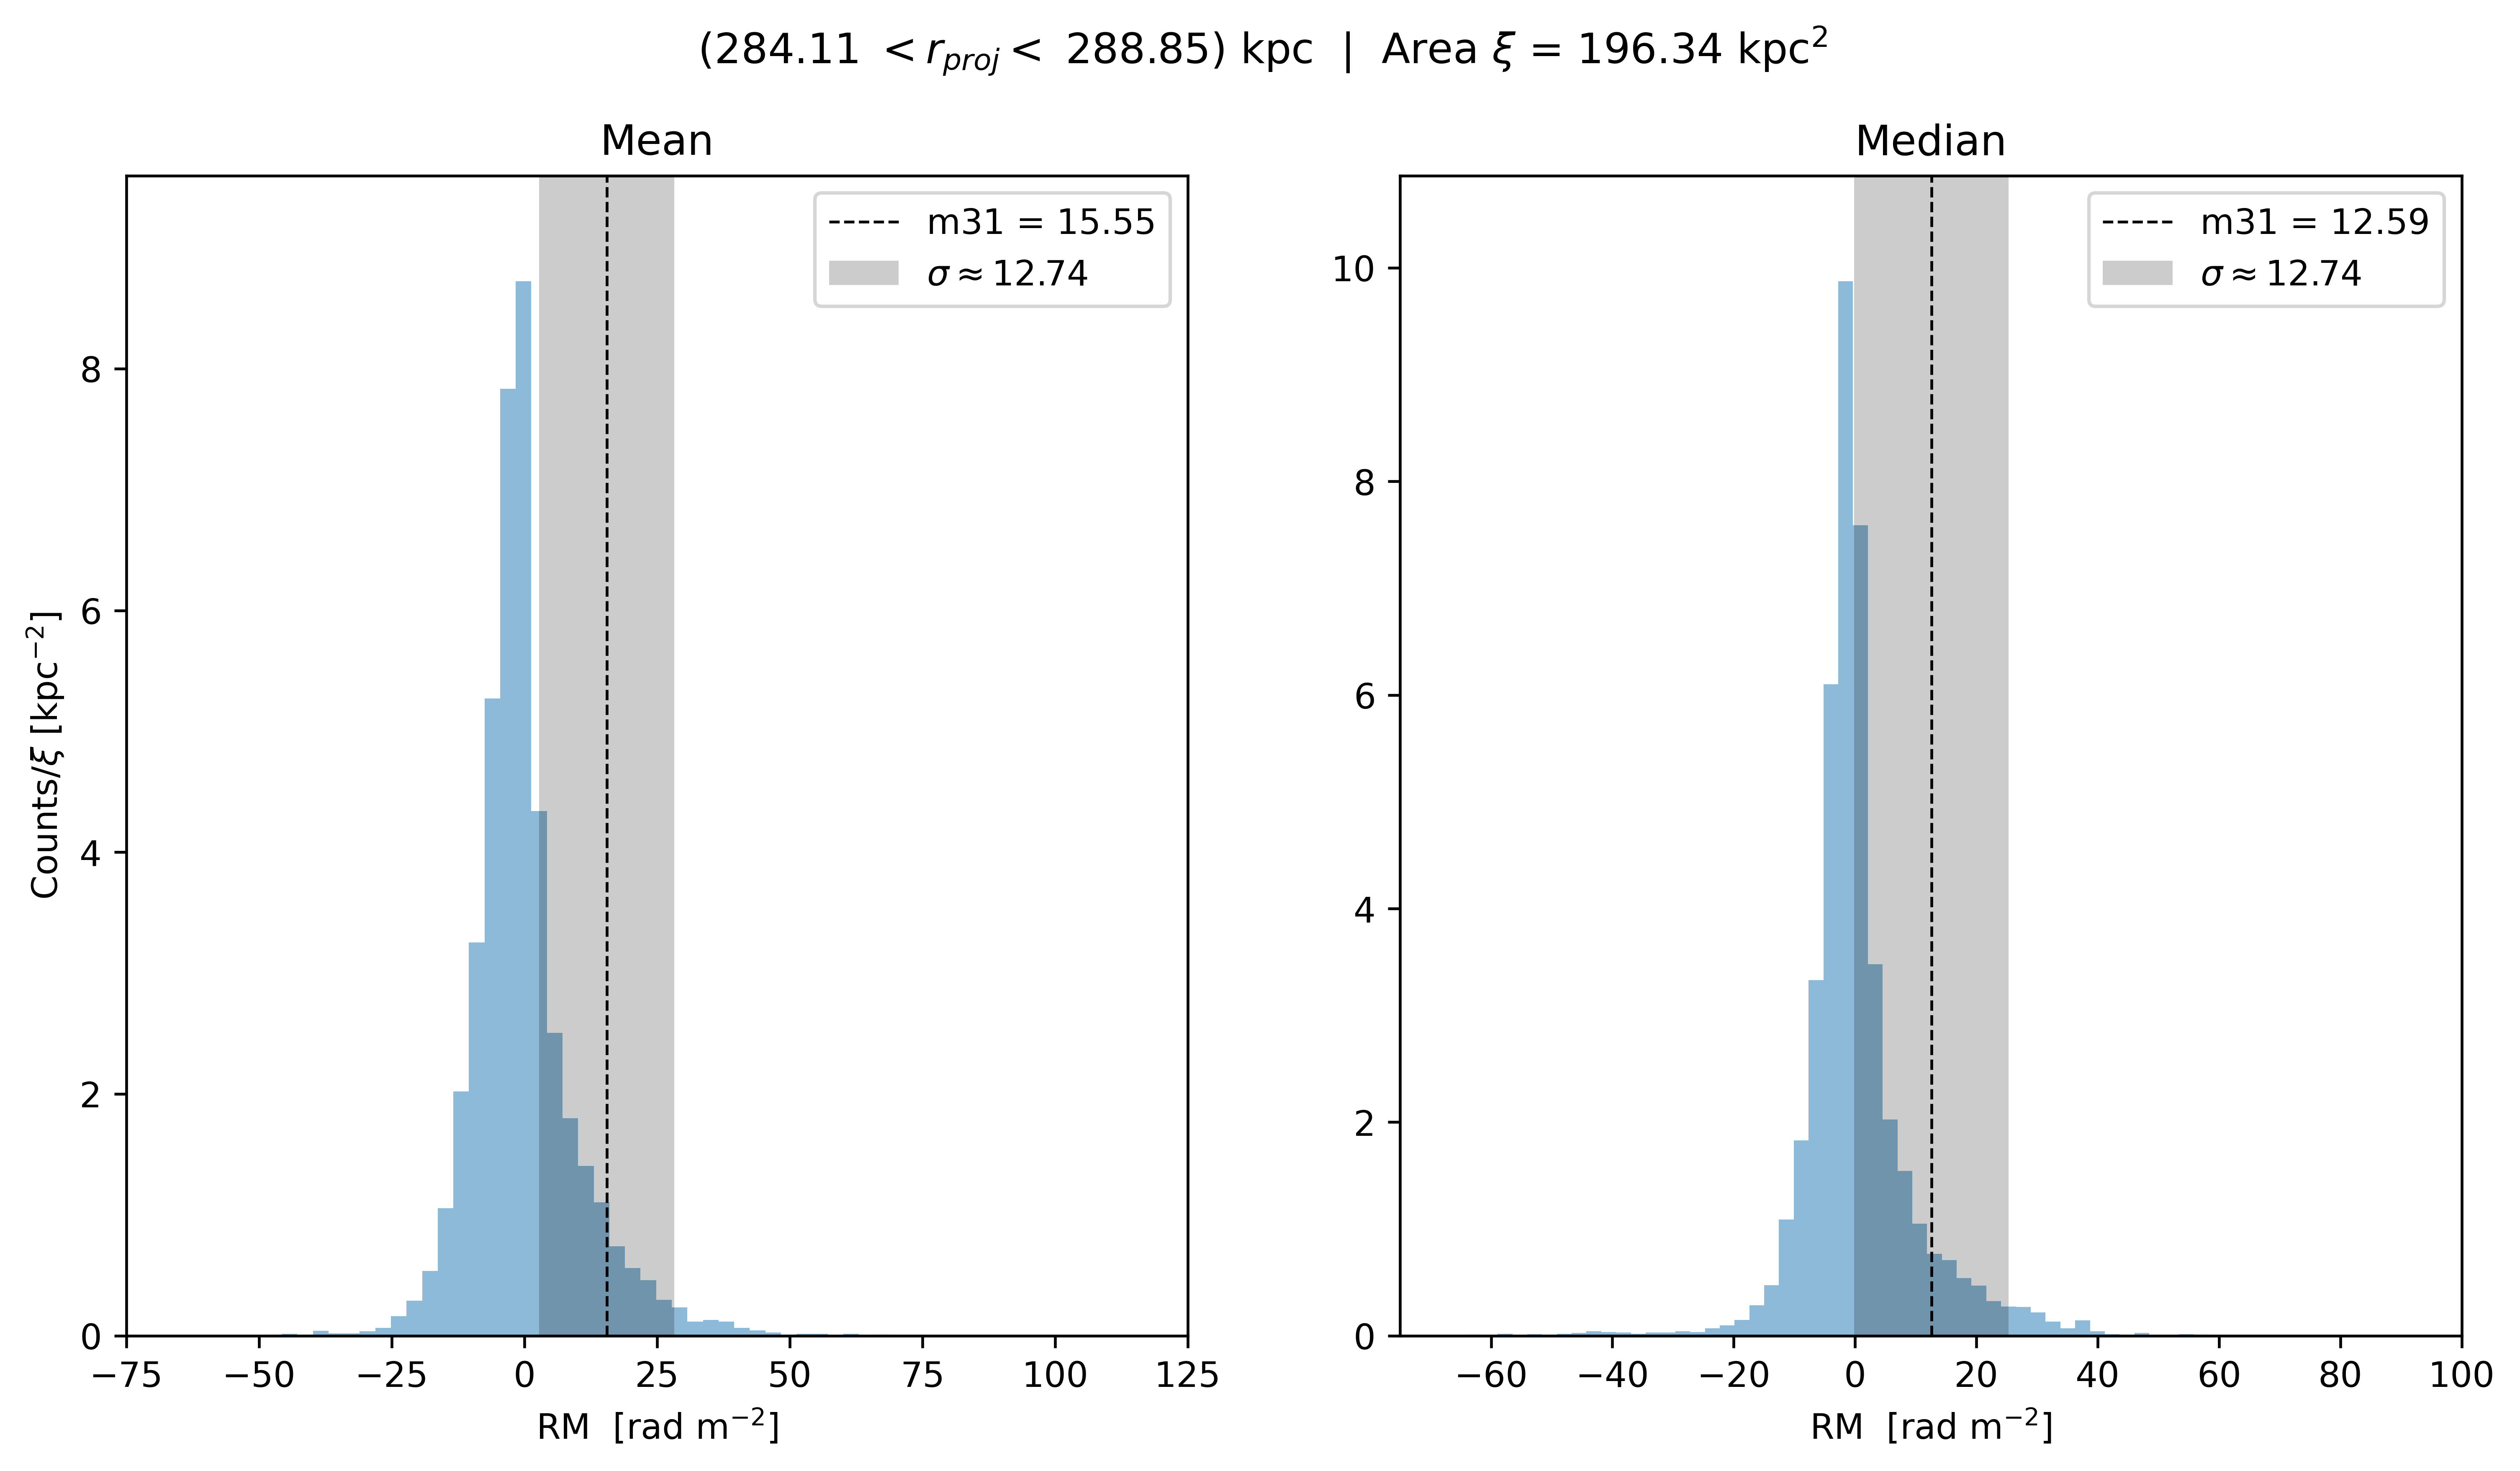 (284.11 < r_proj < 288.85) kpc | Area ξ = 196.34 kpc²
Mean
m31 = 15.55
σ ≈ 12.74
Counts/ξ [kpc⁻²]
8
6
4
2
0
−75 −50 −25 0 25 50 75 100 125
RM [rad m⁻²]
Median
m31 = 12.59
σ ≈ 12.74
10
8
6
4
2
0
−60 −40 −20 0 20 40 60 80 100
RM [rad m⁻²]